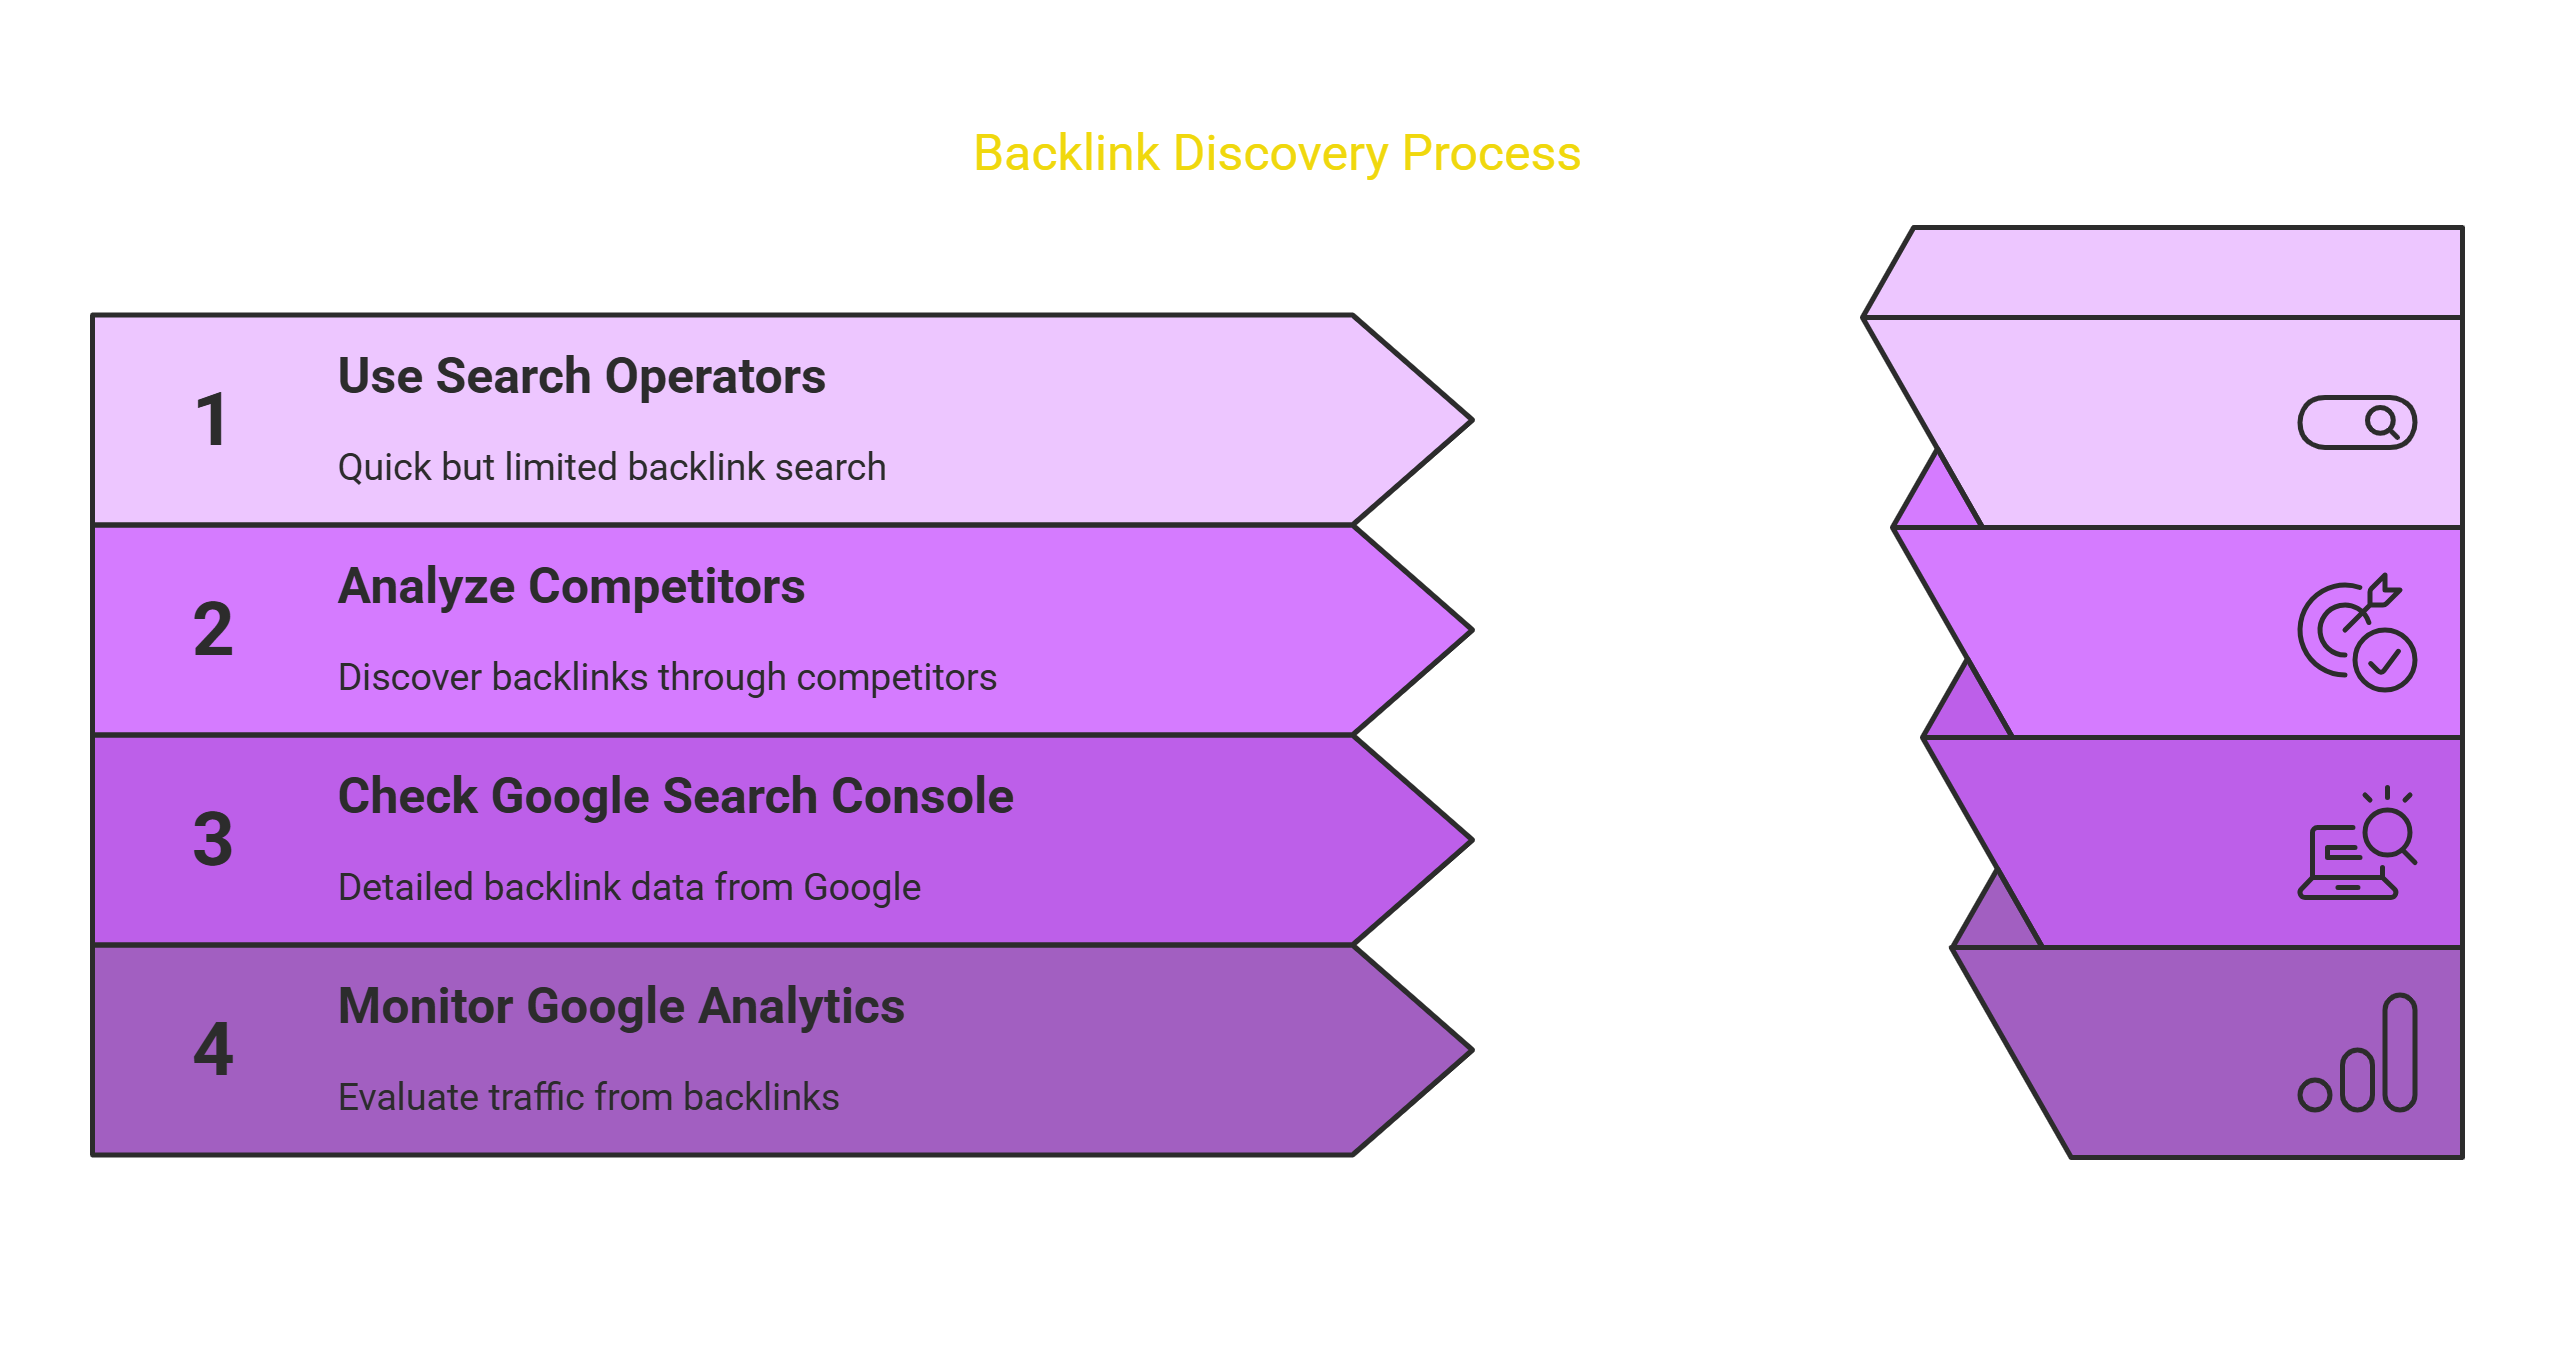 Backlink Discovery Process
1
Use Search Operators
Quick but limited backlink search
2
Analyze Competitors
Discover backlinks through competitors
3
Check Google Search Console
Detailed backlink data from Google
4
Monitor Google Analytics
Evaluate traffic from backlinks